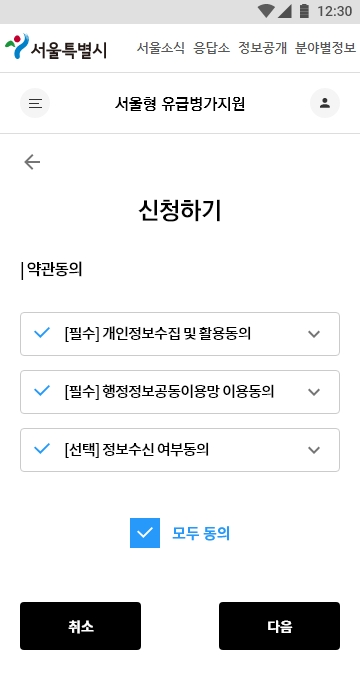 12:30
서울특별시
서울소식 응답소 정보공개 분야별정보
서울형 유급병가지원
신청하기
| 약관동의
[필수] 개인정보수집 및 활용동의
[필수] 행정정보공동이용망 이용동의
[선택] 정보수신 여부동의
모두 동의
취소 다음